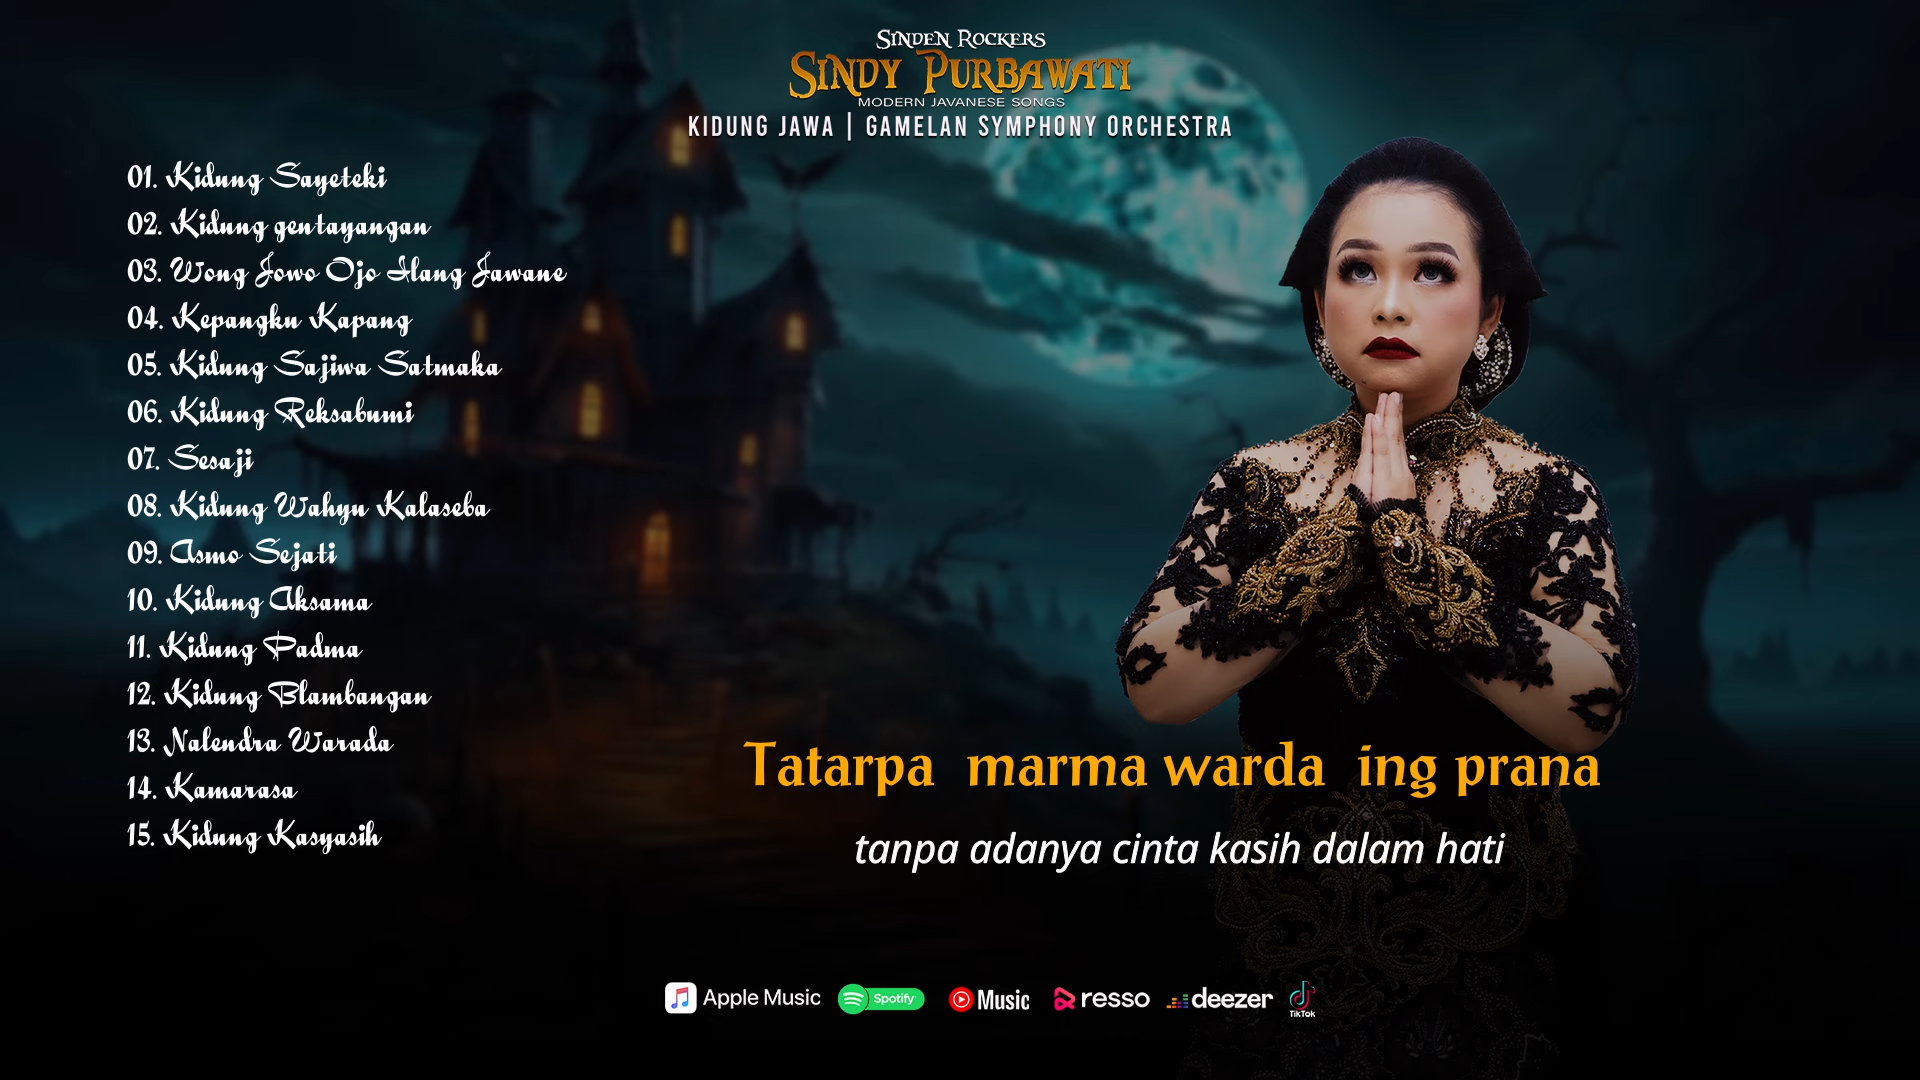 SINDEN ROCKERS
SINDY PURBAWATI
MODERN JAVANESE SONGS
KIDUNG JAWA | GAMELAN SYMPHONY ORCHESTRA
01. Kidung Sayeteki
02. Kidung gentayangan
03. Wong Jowo Ojo Ilang Jawane
04. Kepangku Kapang
05. Kidung Sajiwa Satmaka
06. Kidung Reksabumi
07. Sesaji
08. Kidung Wahyu Kalaseba
09. Asmo Sejati
10. Kidung Aksama
11. Kidung Padma
12. Kidung Blambangan
13. Nalendra Warada
14. Kamarasa
15. Kidung Kasyasih
Tatarpa marma warda ing prana
tanpa adanya cinta kasih dalam hati
Apple Music Spotify Music resso deezer TikTok